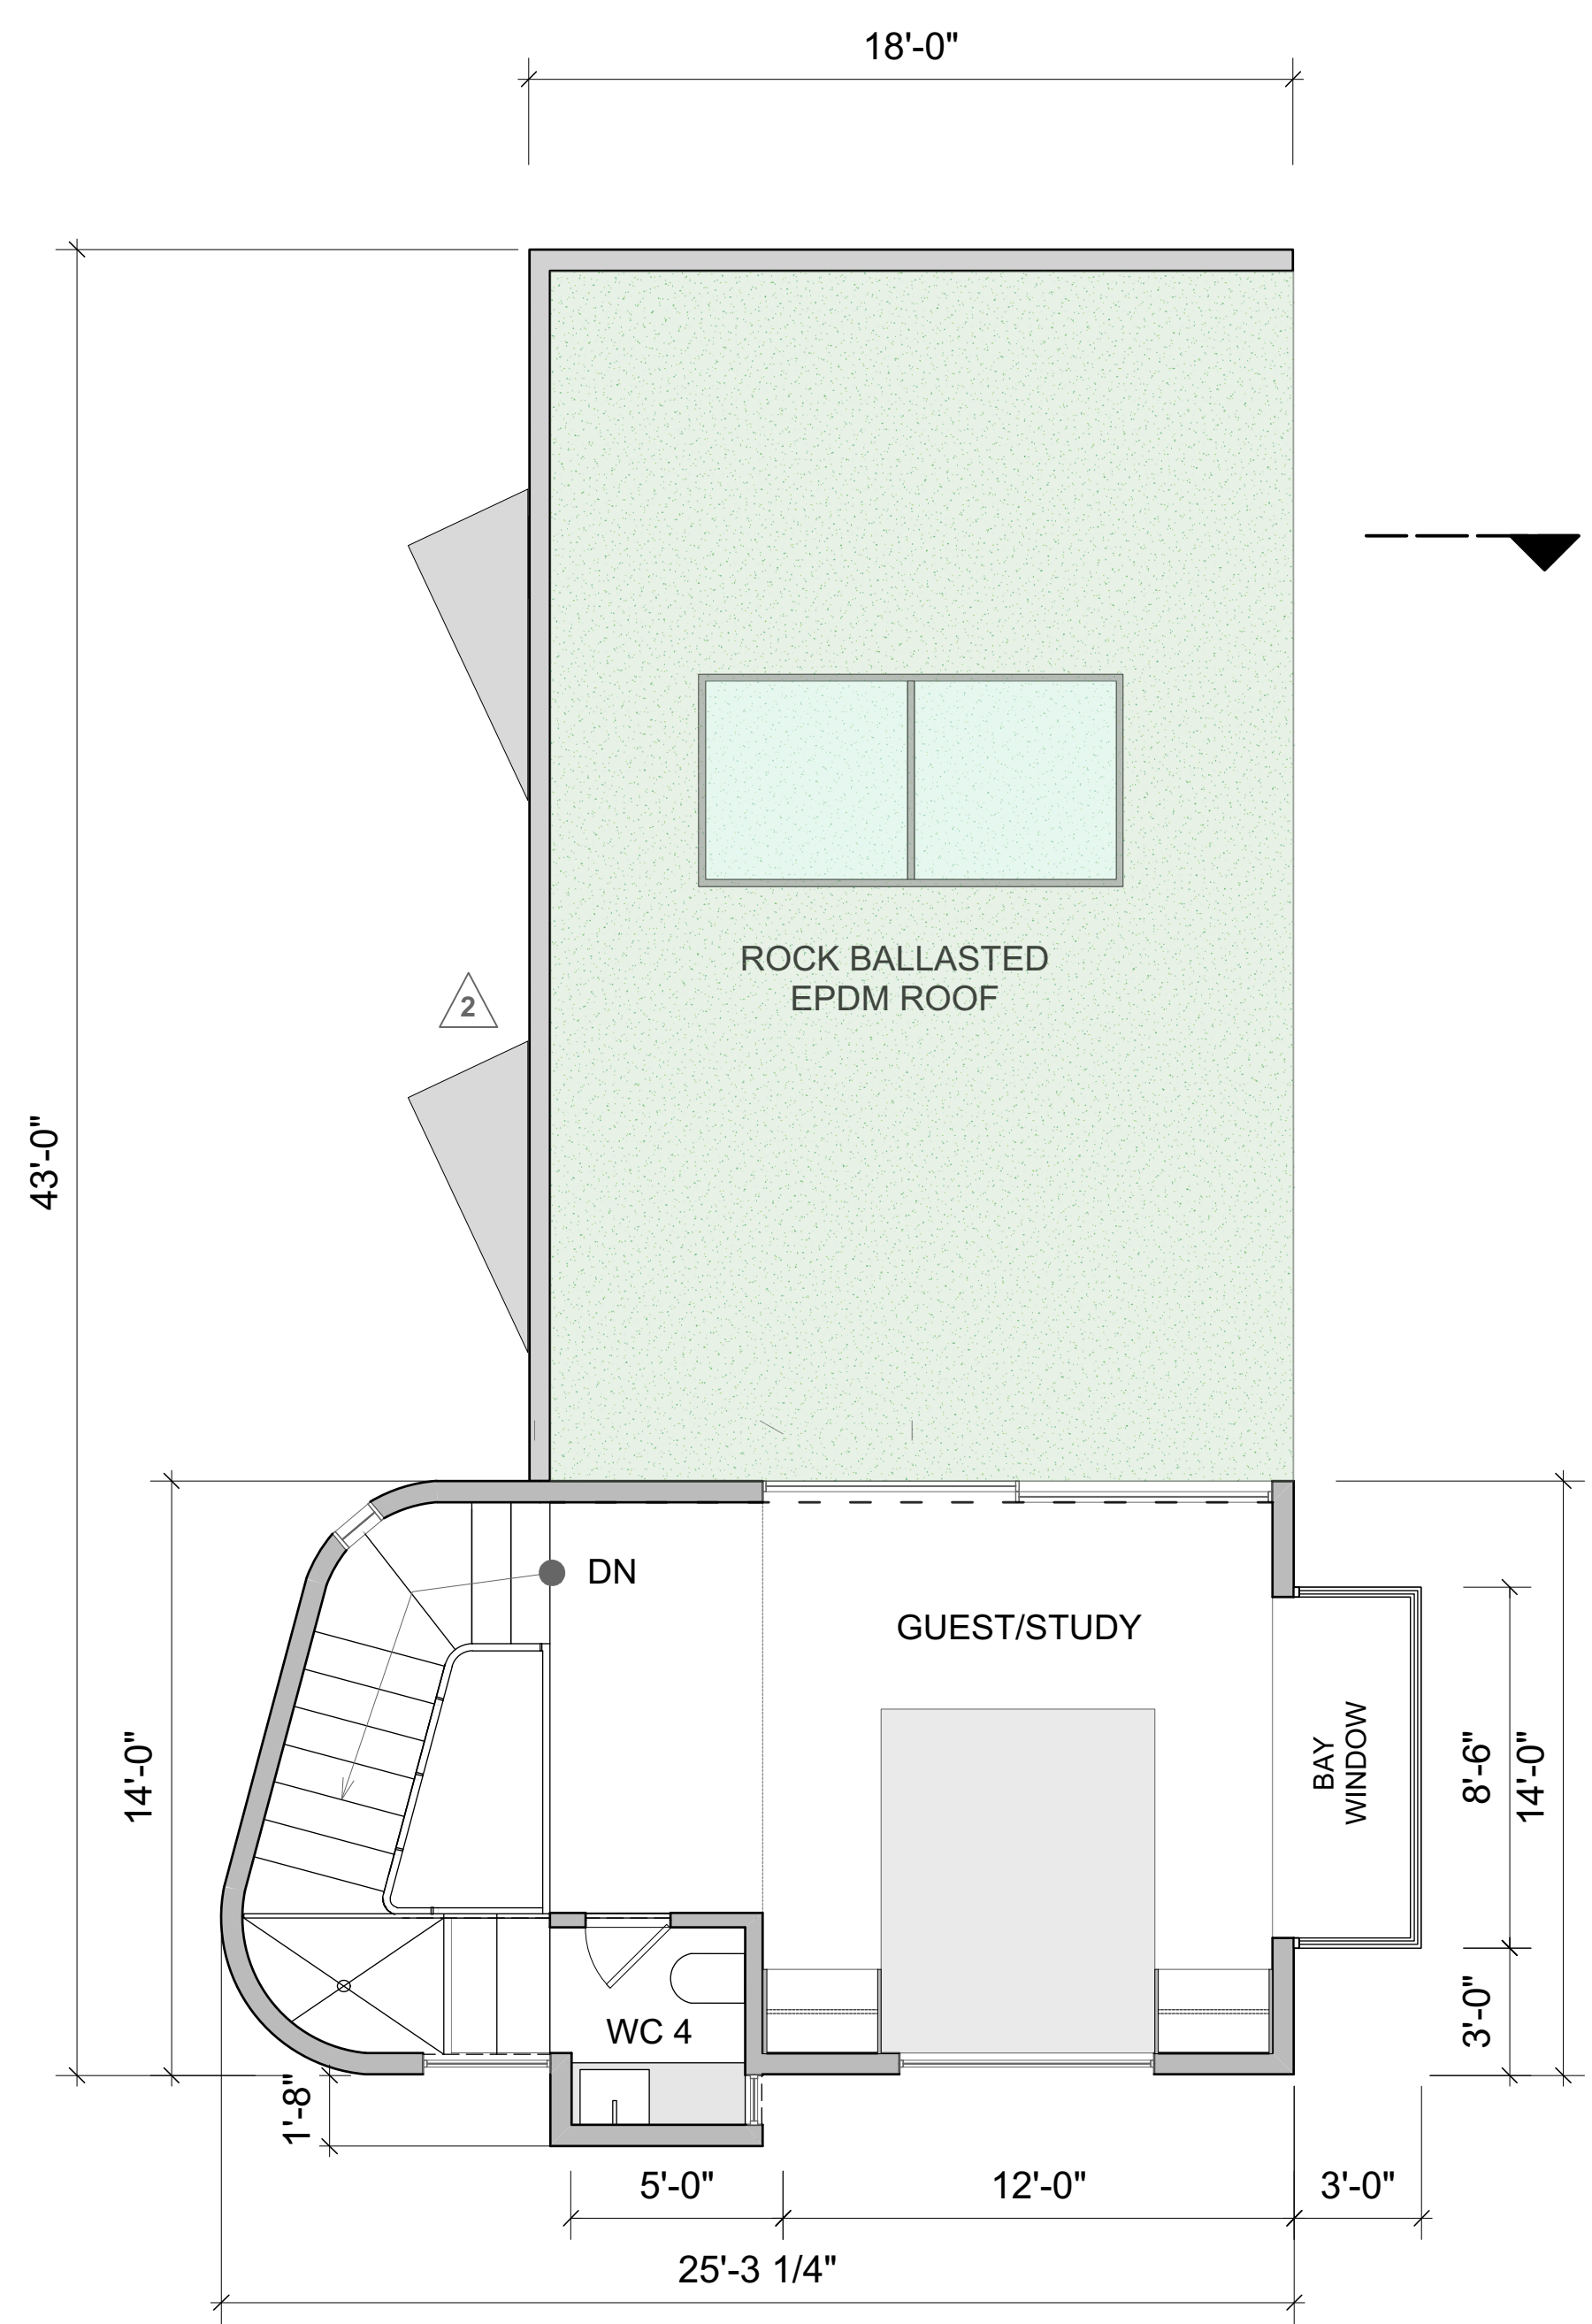 18'-0"
ROCK BALLASTED
EPDM ROOF
2
43'-0"
DN
GUEST/STUDY
BAY
WINDOW
14'-0"
8'-6"
14'-0"
WC 4
3'-0"
1'-8"
5'-0"
12'-0"
3'-0"
25'-3 1/4"